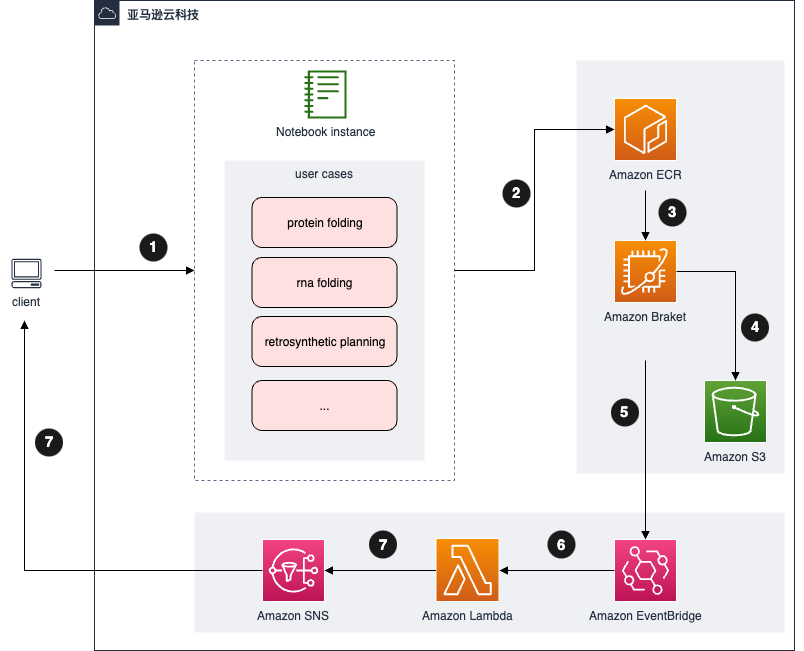 亚马逊云科技
Notebook instance
user cases
protein folding
rna folding
retrosynthetic planning
...
client
1
2
Amazon ECR
3
Amazon Braket
4
Amazon S3
5
7
7
6
Amazon SNS
Amazon Lambda
Amazon EventBridge